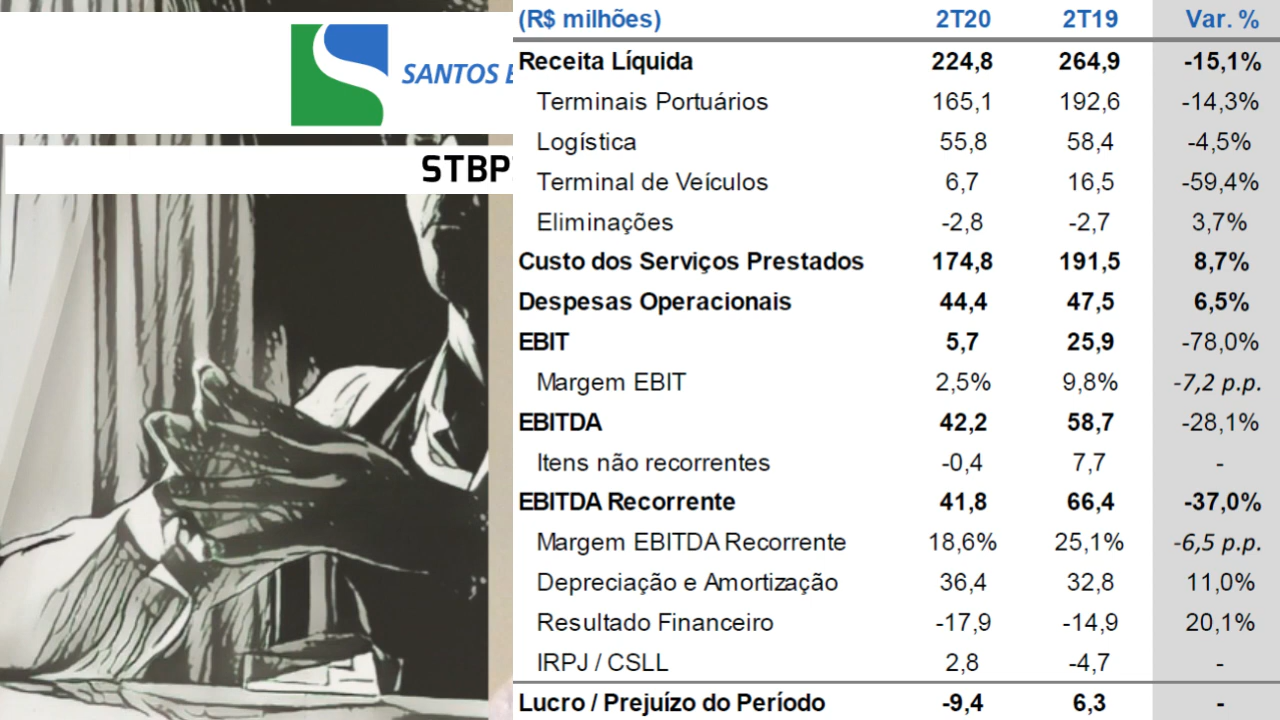 SANTOS
STBP
(R$ milhões) 2T20 2T19 Var. %
Receita Líquida 224,8 264,9 -15,1%
Terminais Portuários 165,1 192,6 -14,3%
Logística 55,8 58,4 -4,5%
Terminal de Veículos 6,7 16,5 -59,4%
Eliminações -2,8 -2,7 3,7%
Custo dos Serviços Prestados 174,8 191,5 8,7%
Despesas Operacionais 44,4 47,5 6,5%
EBIT 5,7 25,9 -78,0%
Margem EBIT 2,5% 9,8% -7,2 p.p.
EBITDA 42,2 58,7 -28,1%
Itens não recorrentes -0,4 7,7 -
EBITDA Recorrente 41,8 66,4 -37,0%
Margem EBITDA Recorrente 18,6% 25,1% -6,5 p.p.
Depreciação e Amortização 36,4 32,8 11,0%
Resultado Financeiro -17,9 -14,9 20,1%
IRPJ / CSLL 2,8 -4,7 -
Lucro / Prejuízo do Período -9,4 6,3 -